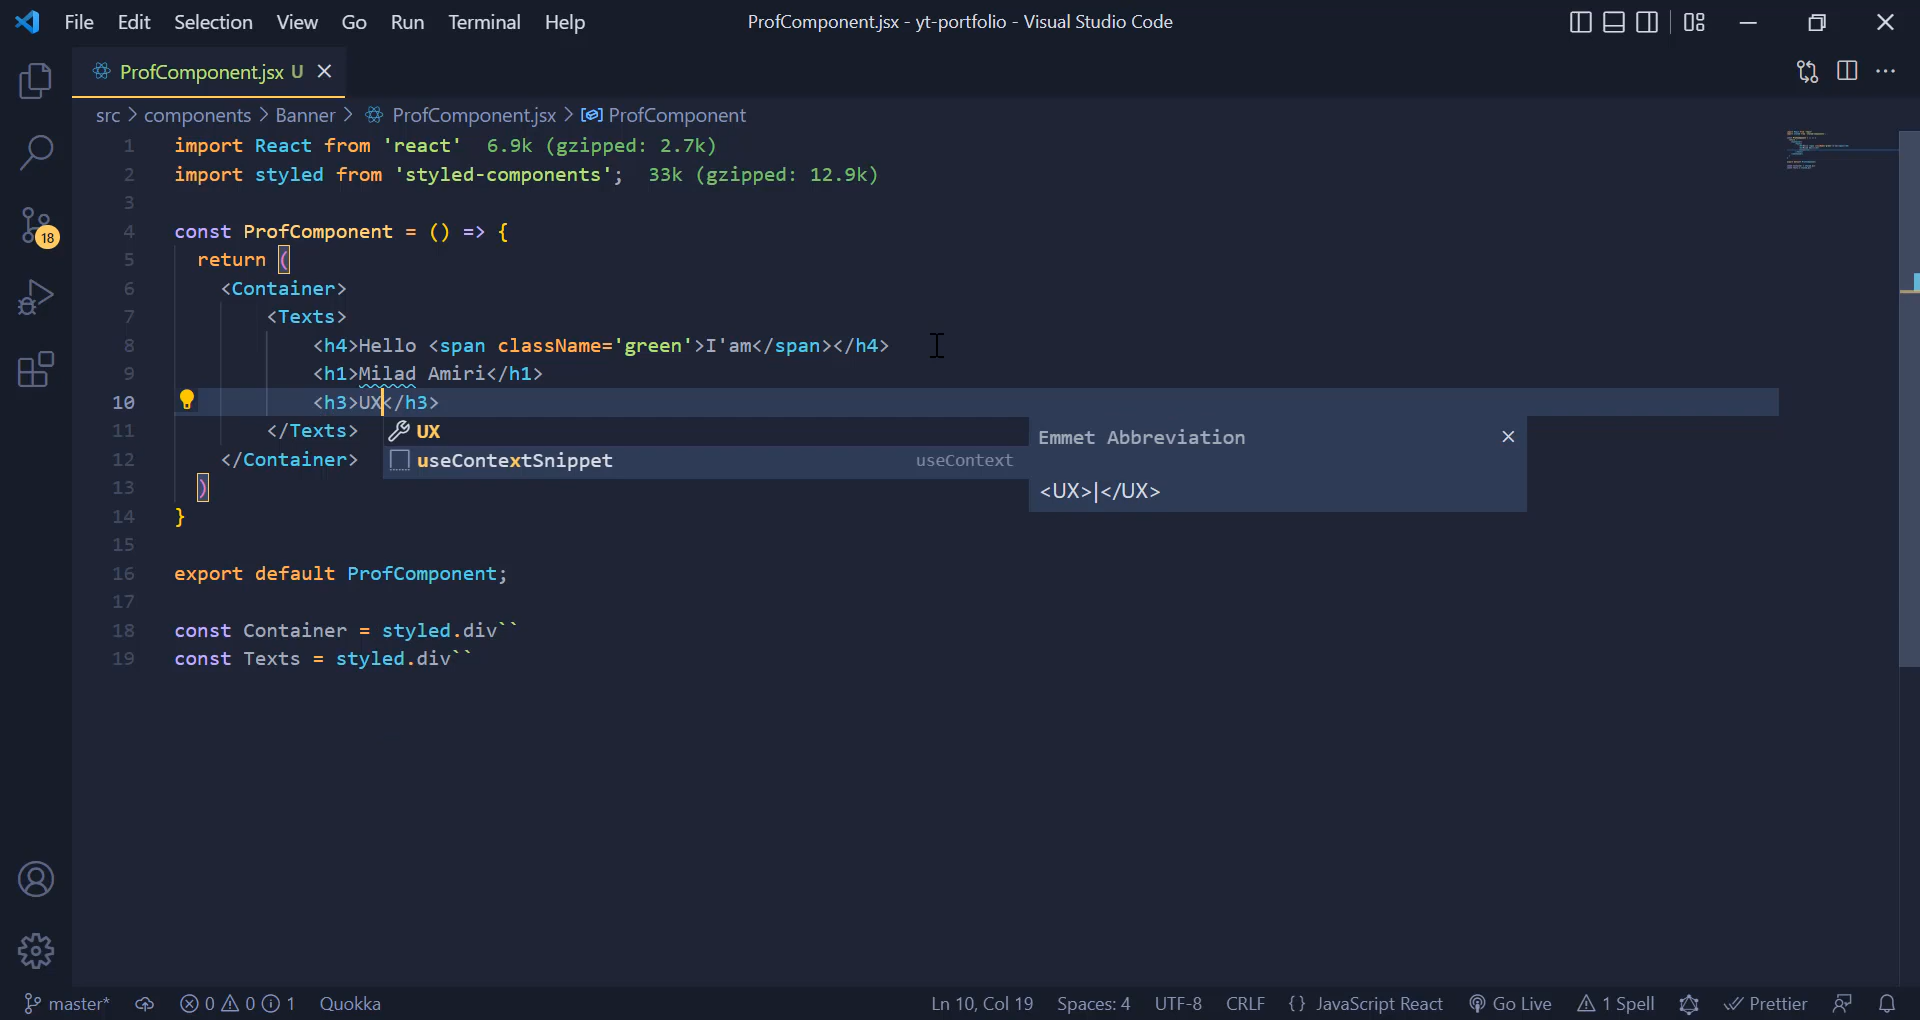 File Edit Selection View Go Run Terminal Help ProfComponent.jsx - yt-portfolio - Visual Studio Code
ProfComponent.jsx U
src > components > Banner > ProfComponent.jsx > ProfComponent
1 import React from 'react' 6.9k (gzipped: 2.7k)
2 import styled from 'styled-components'; 33k (gzipped: 12.9k)
3
4 const ProfComponent = () => {
5 return (
6 <Container>
7 <Texts>
8 <h4>Hello <span className='green'>I'am</span></h4>
9 <h1>Milad Amiri</h1>
10 <h3>UX</h3>
11 </Texts>
UX
Emmet Abbreviation
12 </Container>
useContextSnippet useContext
<UX>|</UX>
13 )
14 }
15
16 export default ProfComponent;
17
18 const Container = styled.div``
19 const Texts = styled.div``
18
master* 0 0 1 Quokka Ln 10, Col 19 Spaces: 4 UTF-8 CRLF {} JavaScript React Go Live 1 Spell Prettier